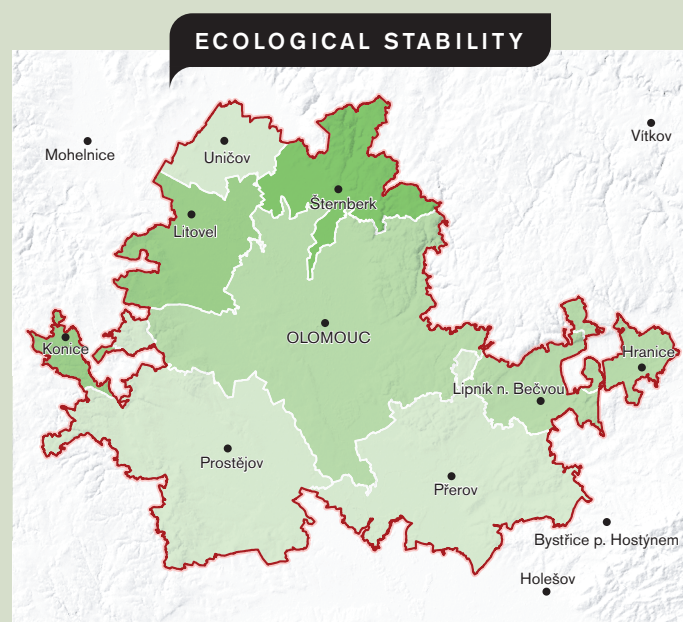 ECOLOGICAL STABILITY
Vítkov
Mohelnice
Uničov
Šternberk
Litovel
OLOMOUC
Konice
Hranice
Lipník n. Bečvou
Prostějov
Přerov
Bystřice p. Hostýnem
Holešov